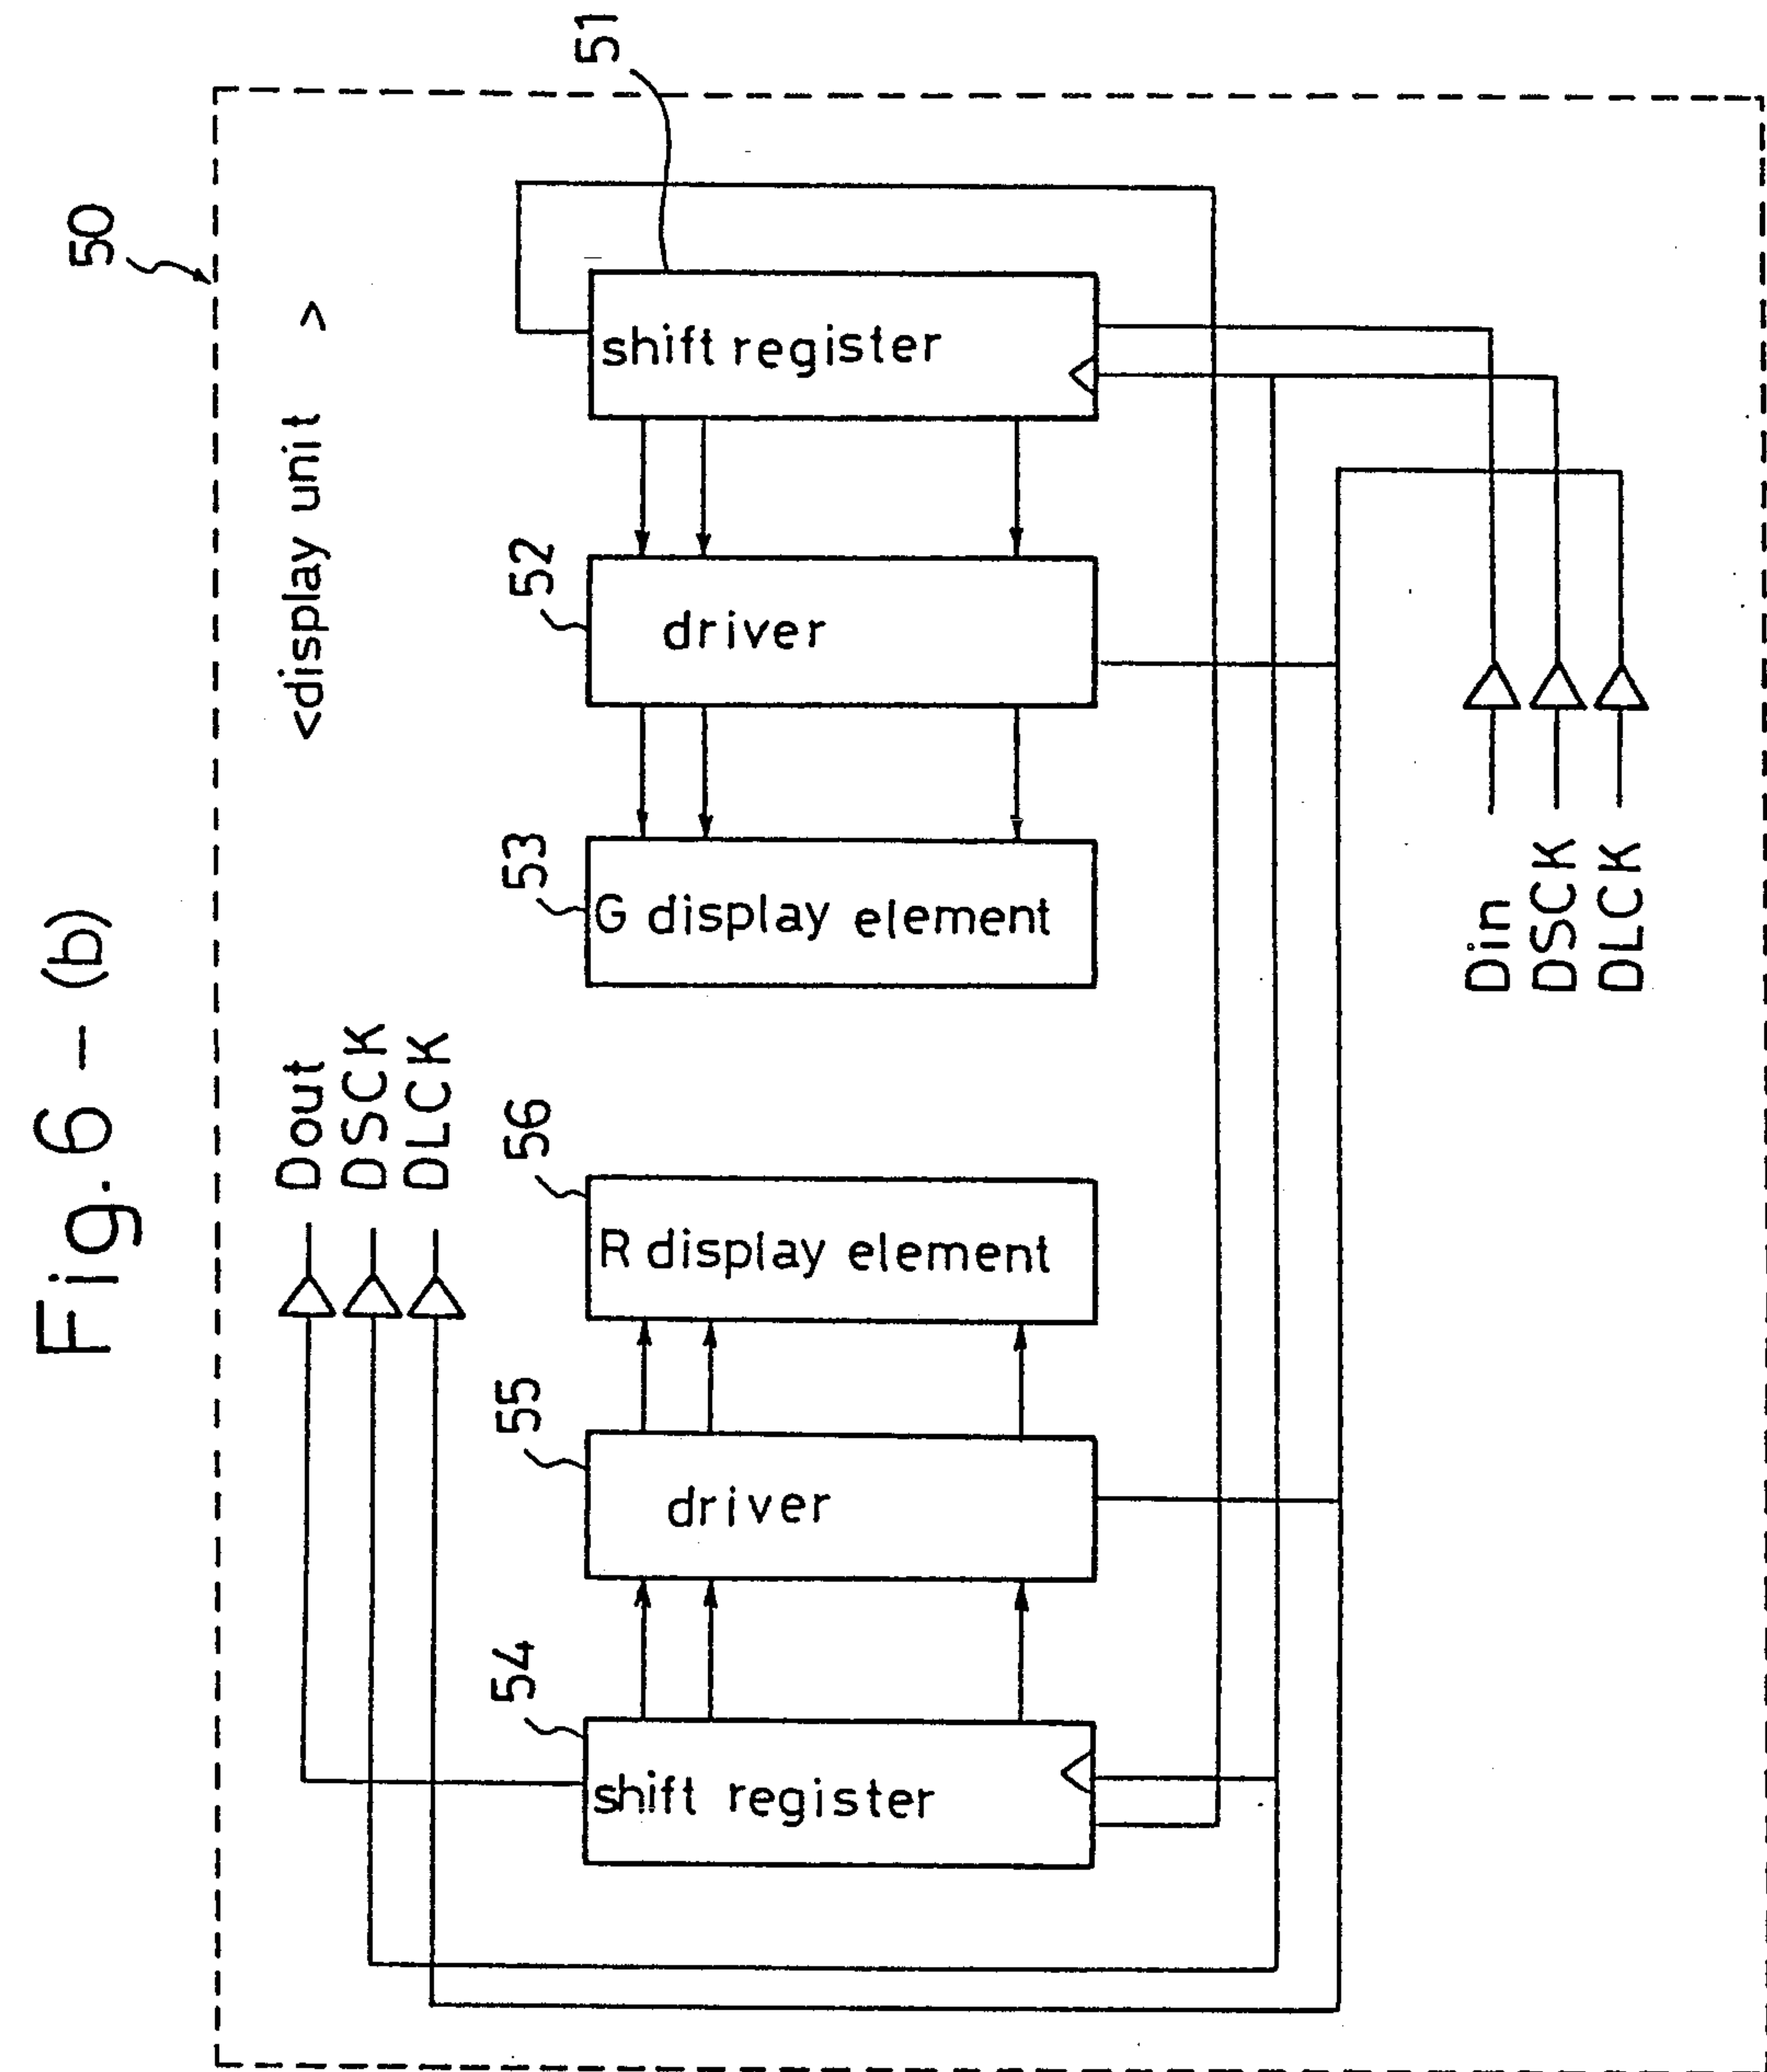 Fig. 6 - (b)
50
<display unit >
Dout
DSCK
DLCK
54
55
56
53
52
51
shift register
driver
R display element
G display element
driver
shift register
Din
DSCK
DLCK